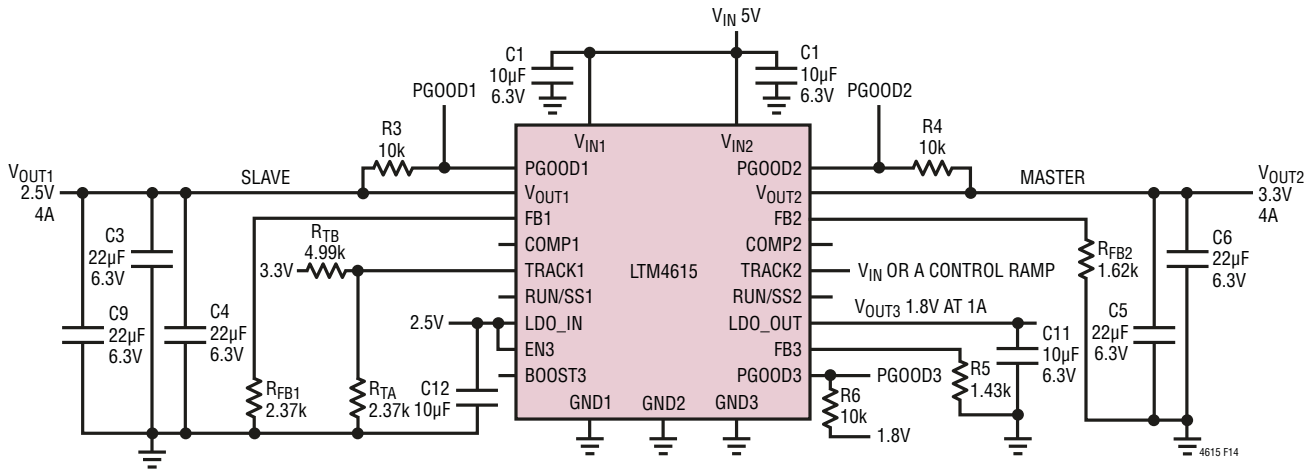 VIN 5V
C1
10µF
6.3V
C1
10µF
6.3V
PGOOD1
PGOOD2
R3
10k
R4
10k
VIN1
VIN2
VOUT1
2.5V
4A
SLAVE
PGOOD1
VOUT1
FB1
COMP1
TRACK1
RUN/SS1
LDO_IN
EN3
BOOST3
LTM4615
GND1
GND2
GND3
PGOOD2
VOUT2
FB2
COMP2
TRACK2
RUN/SS2
LDO_OUT
FB3
PGOOD3
MASTER
VOUT2
3.3V
4A
C3
22µF
6.3V
C9
22µF
6.3V
C4
22µF
6.3V
RTB
4.99k
3.3V
2.5V
RFB1
2.37k
RTA
2.37k
C12
10µF
VIN OR A CONTROL RAMP
VOUT3 1.8V AT 1A
RFB2
1.62k
C6
22µF
6.3V
C5
22µF
6.3V
C11
10µF
6.3V
R5
1.43k
PGOOD3
R6
10k
1.8V
4615 F14